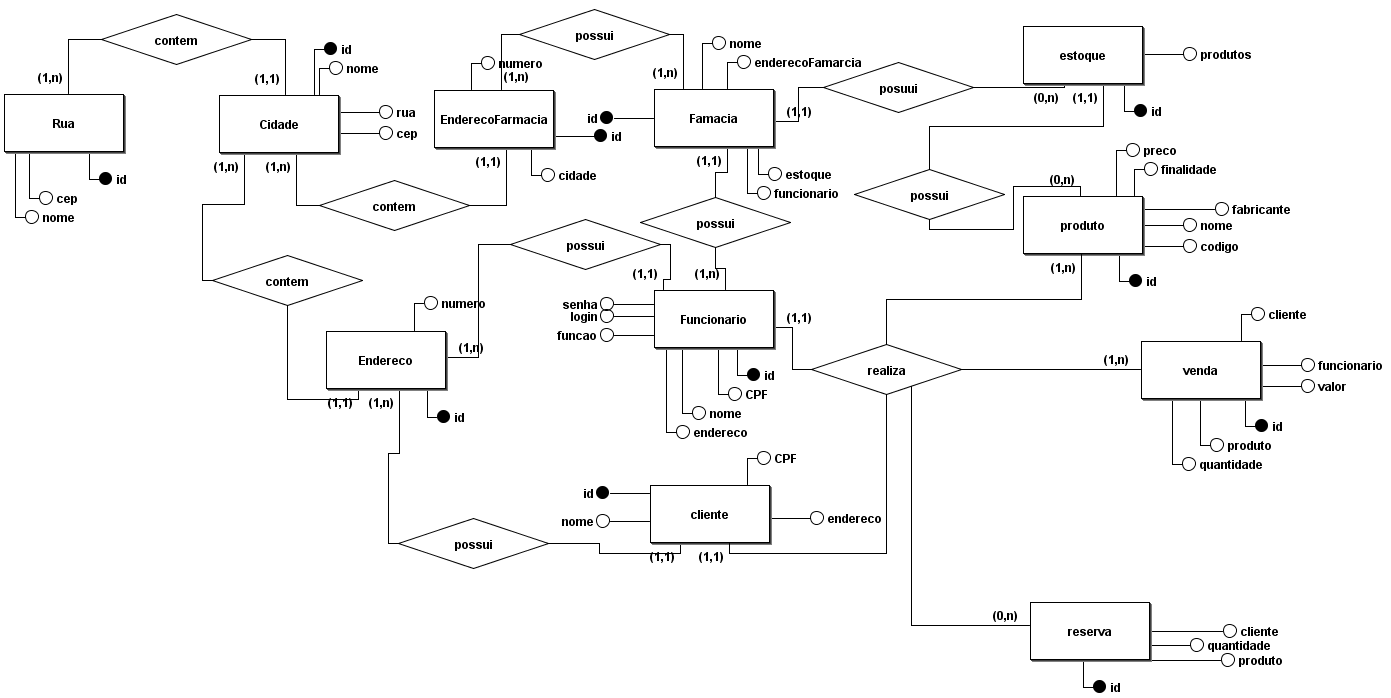 contem
(1,n)
(1,1)
Rua
id
cep
nome
id
nome
Cidade
rua
cep
(1,n)
(1,n)
contem
contem
possui
numero
(1,n)
EnderecoFarmacia
id
(1,1)
cidade
(1,n)
nome
enderecoFamarcia
id
Famacia
(1,1)
(1,1)
estoque
funcionario
posuui
estoque
produtos
(0,n)
(1,1)
id
possui
(0,n)
preco
finalidade
produto
fabricante
nome
codigo
(1,n)
id
possui
(1,n)
possui
(1,1)
(1,n)
numero
Endereco
(1,1)
(1,n)
id
senha
login
funcao
Funcionario
(1,1)
id
CPF
nome
endereco
realiza
(1,n)
cliente
venda
funcionario
valor
id
produto
quantidade
possui
CPF
id
nome
cliente
endereco
(1,1)
(1,1)
(0,n)
reserva
cliente
quantidade
produto
id